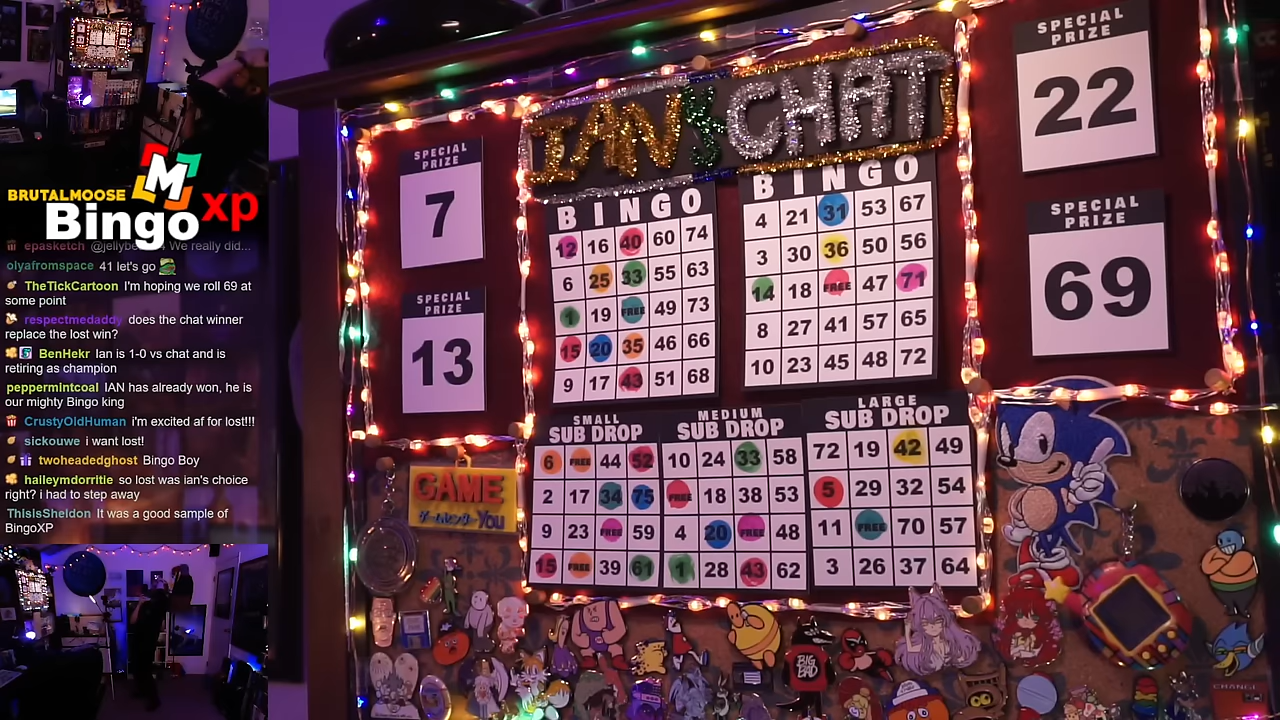 BRUTALMOOSE
M
Bingo xp
epasketch @jellybe 4 We really did...
olyafromspace 41 let's go
TheTickCartoon I'm hoping we roll 69 at
some point
respectmedaddy does the chat winner
replace the lost win?
BenHekr Ian is 1-0 vs chat and is
retiring as champion
peppermintcoal IAN has already won, he is
our mighty Bingo king
CrustyOldHuman i'm excited af for lost!!!
sickouwe i want lost!
twoheadedghost Bingo Boy
halleymdorritie so lost was ian's choice
right? i had to step away
ThisIsSheldon It was a good sample of
BingoXP
IAN & CHAT
SPECIAL
PRIZE
7
SPECIAL
PRIZE
13
SPECIAL
PRIZE
22
SPECIAL
PRIZE
69
BINGO
12 16 40 60 74
6 25 33 55 63
1 19 FREE 49 73
15 20 35 46 66
9 17 43 51 68
BINGO
4 21 31 53 67
3 30 36 50 56
14 18 FREE 47 71
8 27 41 57 65
10 23 45 48 72
SMALL
SUB DROP
6 FREE 44 52
2 17 34 75
9 23 FREE 59
15 FREE 39 61
MEDIUM
SUB DROP
10 24 33 58
FREE 18 38 53
4 20 FREE 48
1 28 43 62
LARGE
SUB DROP
72 19 42 49
5 29 32 54
11 FREE 70 57
3 26 37 64
GAME
ゲームセンター You
BIG
BAD
CHANGE